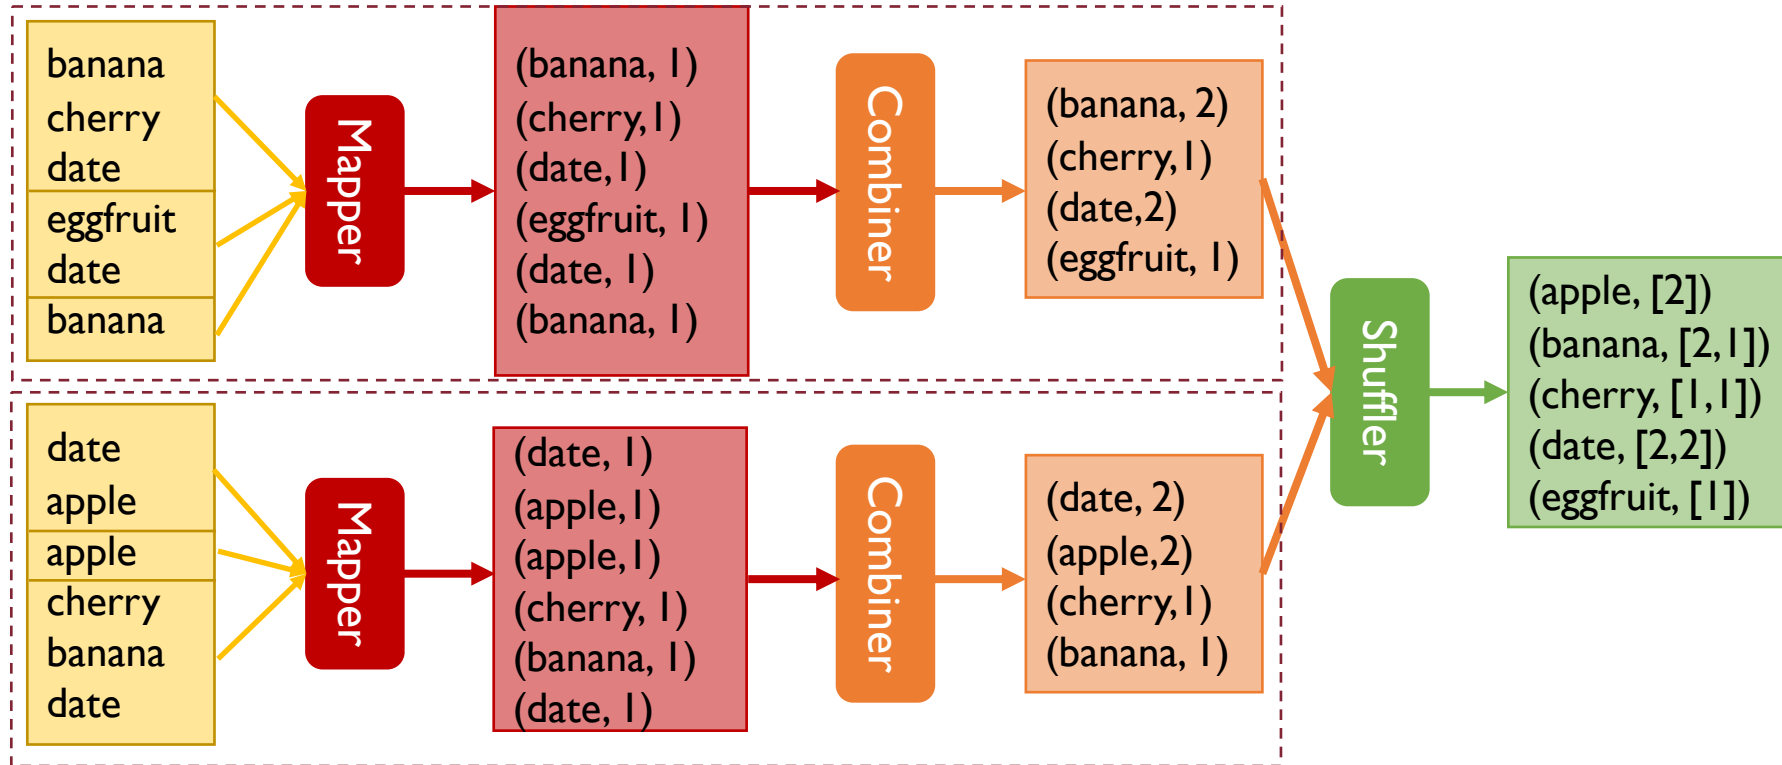 banana
cherry
date
eggfruit
date
banana
Mapper
(banana, 1)
(cherry,1)
(date,1)
(eggfruit, 1)
(date, 1)
(banana, 1)
Combiner
(banana, 2)
(cherry,1)
(date,2)
(eggfruit, 1)
date
apple
apple
cherry
banana
date
Mapper
(date, 1)
(apple,1)
(apple,1)
(cherry, 1)
(banana, 1)
(date, 1)
Combiner
(date, 2)
(apple,2)
(cherry,1)
(banana, 1)
Shuffler
(apple, [2])
(banana, [2,1])
(cherry, [1,1])
(date, [2,2])
(eggfruit, [1])